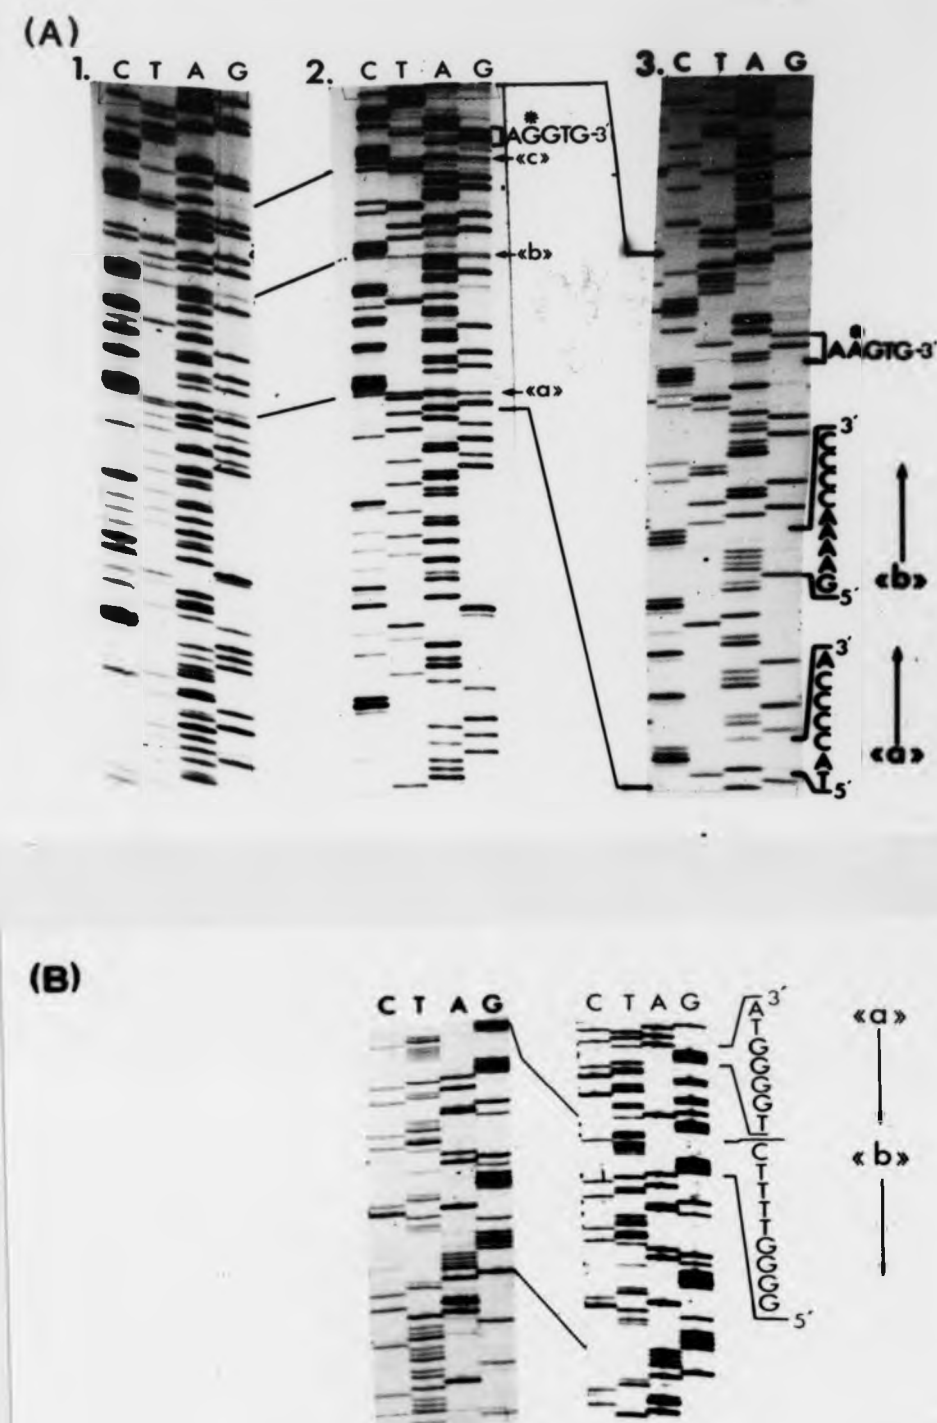 (A)
1. C T A G
2. C T A G
3. C T A G
*
AGGTG-3′
«c»
«b»
«a»
*
AAGTG-3′
3′
C
C
C
C
A
A
A
A
G
5′
«b»
3′
A
C
C
C
C
A
T
5′
«a»
(B)
C T A G
C T A G
3′
A
T
G
G
G
G
T
C
T
T
T
T
G
G
G
G
5′
«a»
«b»